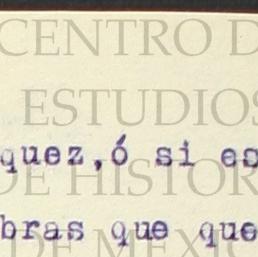 CENTRO D
ESTUDIOS
quez,ó si es
DE HISTOR
bras que que
DE MEXIC